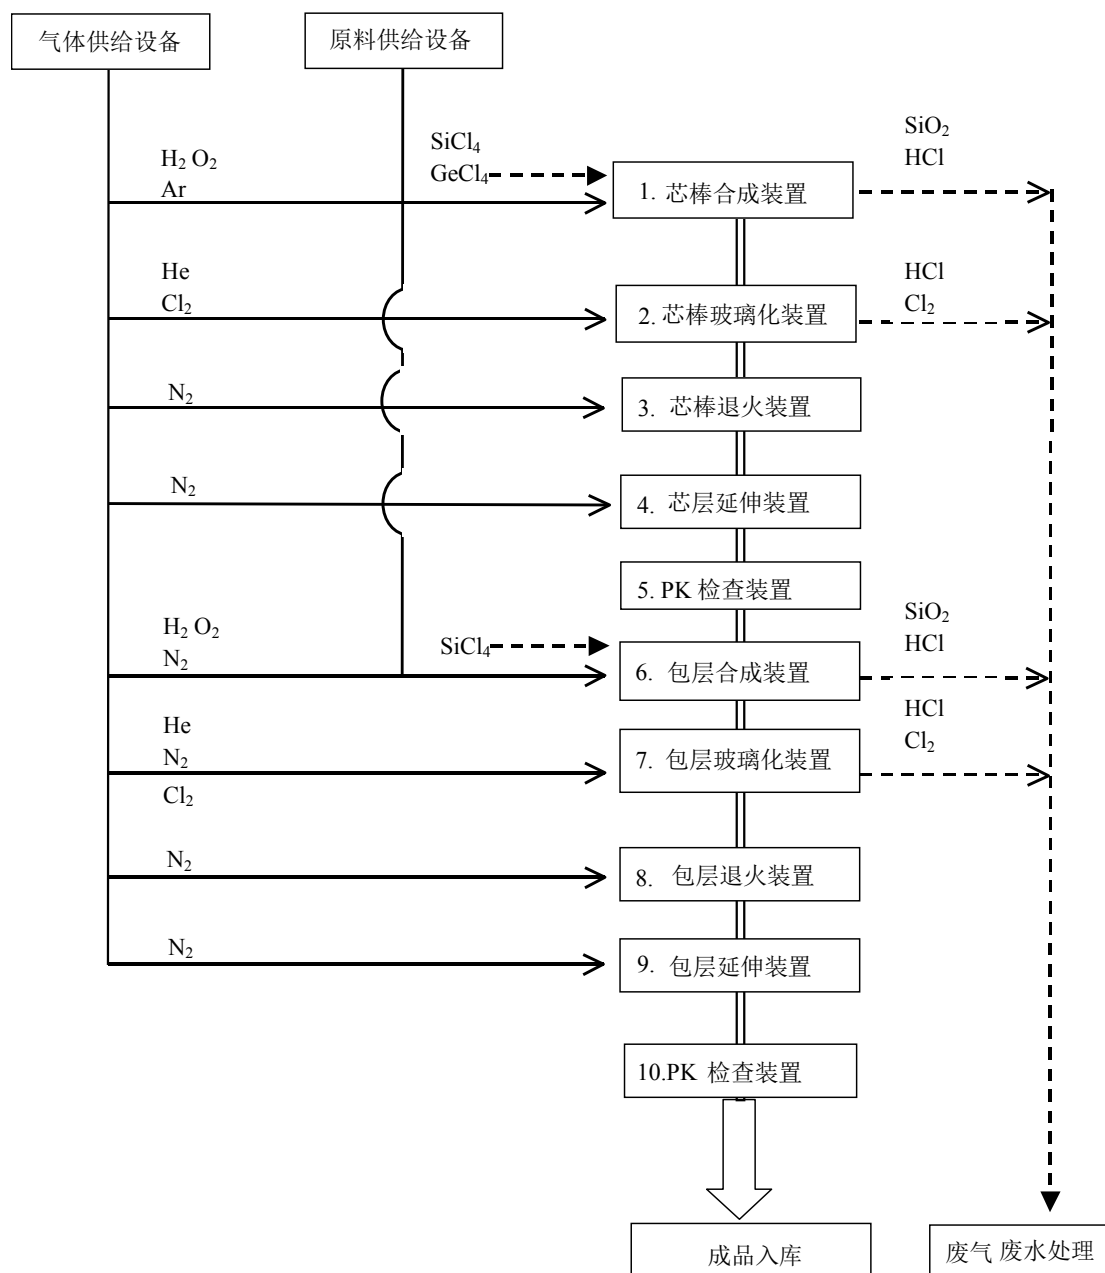 气体供给设备
原料供给设备
H₂ O₂
Ar
SiCl₄
GeCl₄
1. 芯棒合成装置
SiO₂
HCl
He
Cl₂
2. 芯棒玻璃化装置
HCl
Cl₂
N₂
3. 芯棒退火装置
N₂
4. 芯层延伸装置
5. PK 检查装置
H₂ O₂
N₂
SiCl₄
6. 包层合成装置
SiO₂
HCl
He
N₂
Cl₂
7. 包层玻璃化装置
HCl
Cl₂
N₂
8. 包层退火装置
N₂
9. 包层延伸装置
10.PK 检查装置
成品入库
废气 废水处理